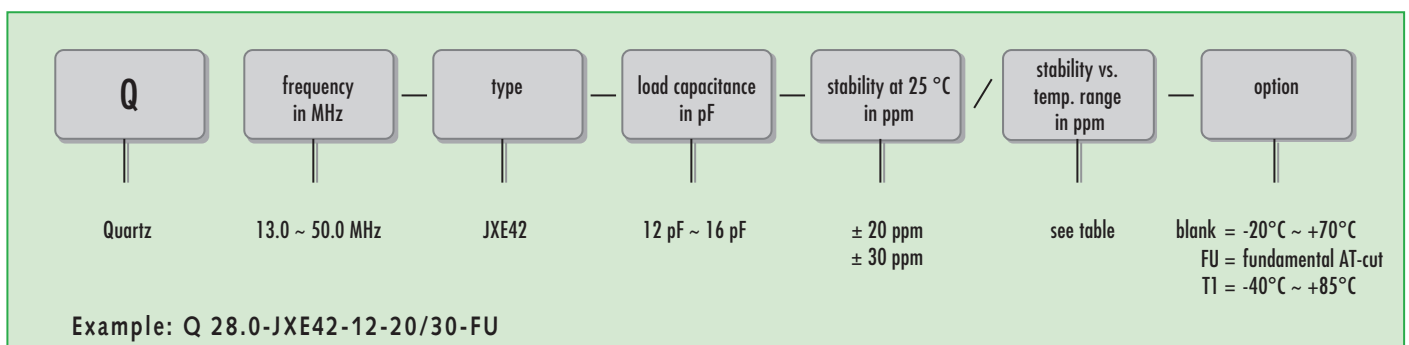 Q
frequency
in MHz
—
type
—
load capacitance
in pF
—
stability at 25 °C
in ppm
/
stability vs.
temp. range
in ppm
—
option
Quartz
13.0 ~ 50.0 MHz
JXE42
12 pF ~ 16 pF
± 20 ppm
± 30 ppm
see table
blank = -20°C ~ +70°C
FU = fundamental AT-cut
T1 = -40°C ~ +85°C
Example: Q 28.0-JXE42-12-20/30-FU